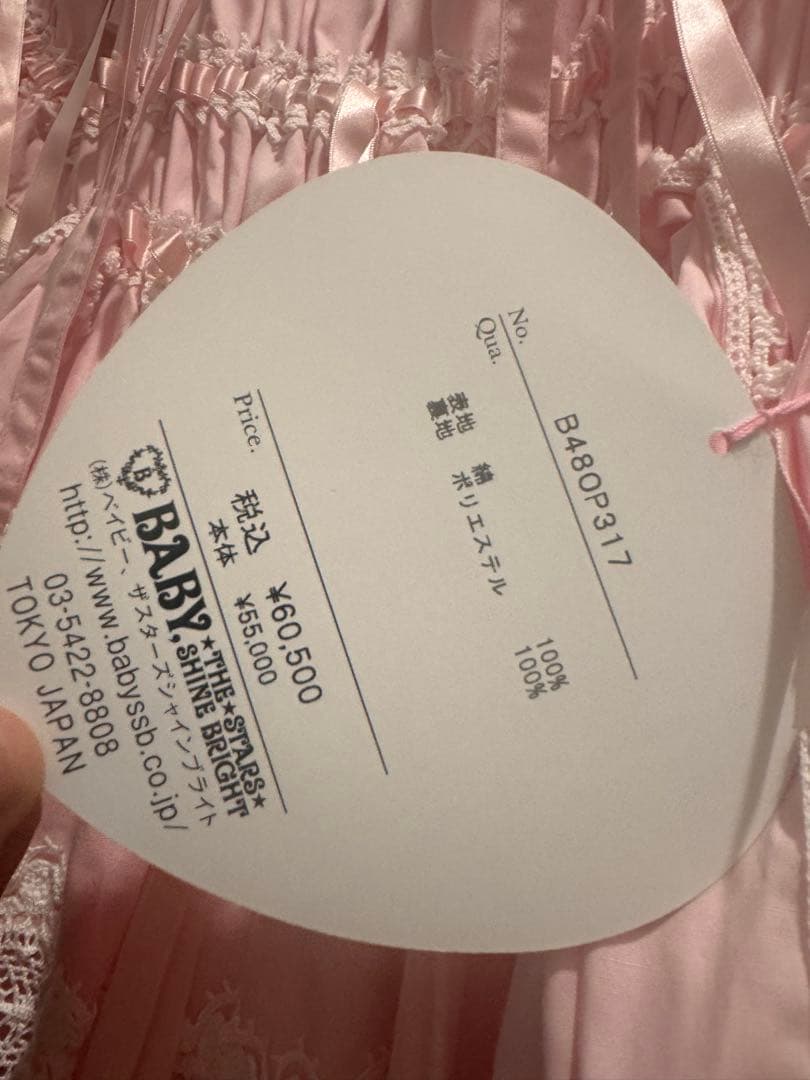 No. B48OP317
Qua.
表地 綿 100%
裏地 ポリエステル 100%
Price. 税込 ¥60,500
本体 ¥55,000
B BABY, THE★STARS★
SHINE BRIGHT
(株)ベイビー、ザスターズシャインブライト
http://www.babyssb.co.jp/
03-5422-8808
TOKYO JAPAN